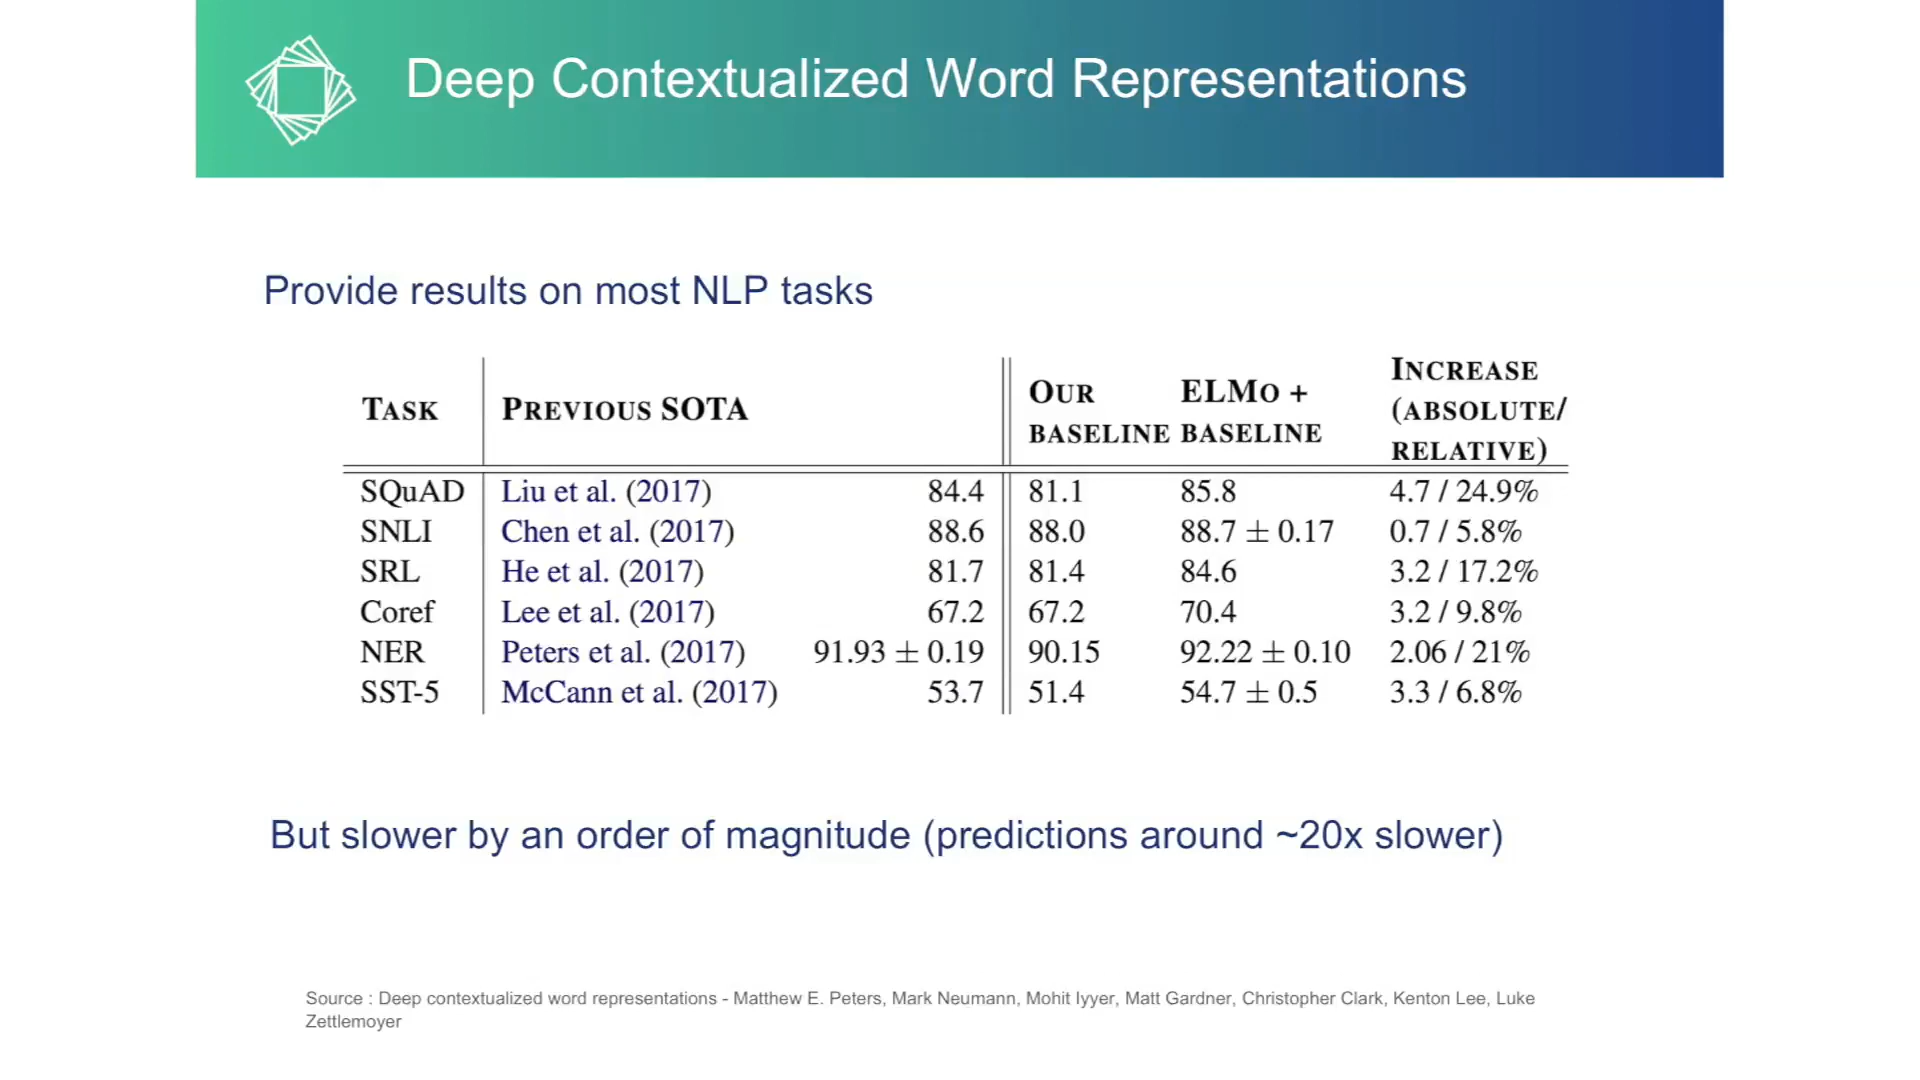 Deep Contextualized Word Representations
Provide results on most NLP tasks
TASK PREVIOUS SOTA OUR BASELINE ELMO + BASELINE INCREASE (ABSOLUTE/ RELATIVE)
SQuAD Liu et al. (2017) 84.4 81.1 85.8 4.7 / 24.9%
SNLI Chen et al. (2017) 88.6 88.0 88.7 ± 0.17 0.7 / 5.8%
SRL He et al. (2017) 81.7 81.4 84.6 3.2 / 17.2%
Coref Lee et al. (2017) 67.2 67.2 70.4 3.2 / 9.8%
NER Peters et al. (2017) 91.93 ± 0.19 90.15 92.22 ± 0.10 2.06 / 21%
SST-5 McCann et al. (2017) 53.7 51.4 54.7 ± 0.5 3.3 / 6.8%
But slower by an order of magnitude (predictions around ~20x slower)
Source : Deep contextualized word representations - Matthew E. Peters, Mark Neumann, Mohit Iyyer, Matt Gardner, Christopher Clark, Kenton Lee, Luke
Zettlemoyer